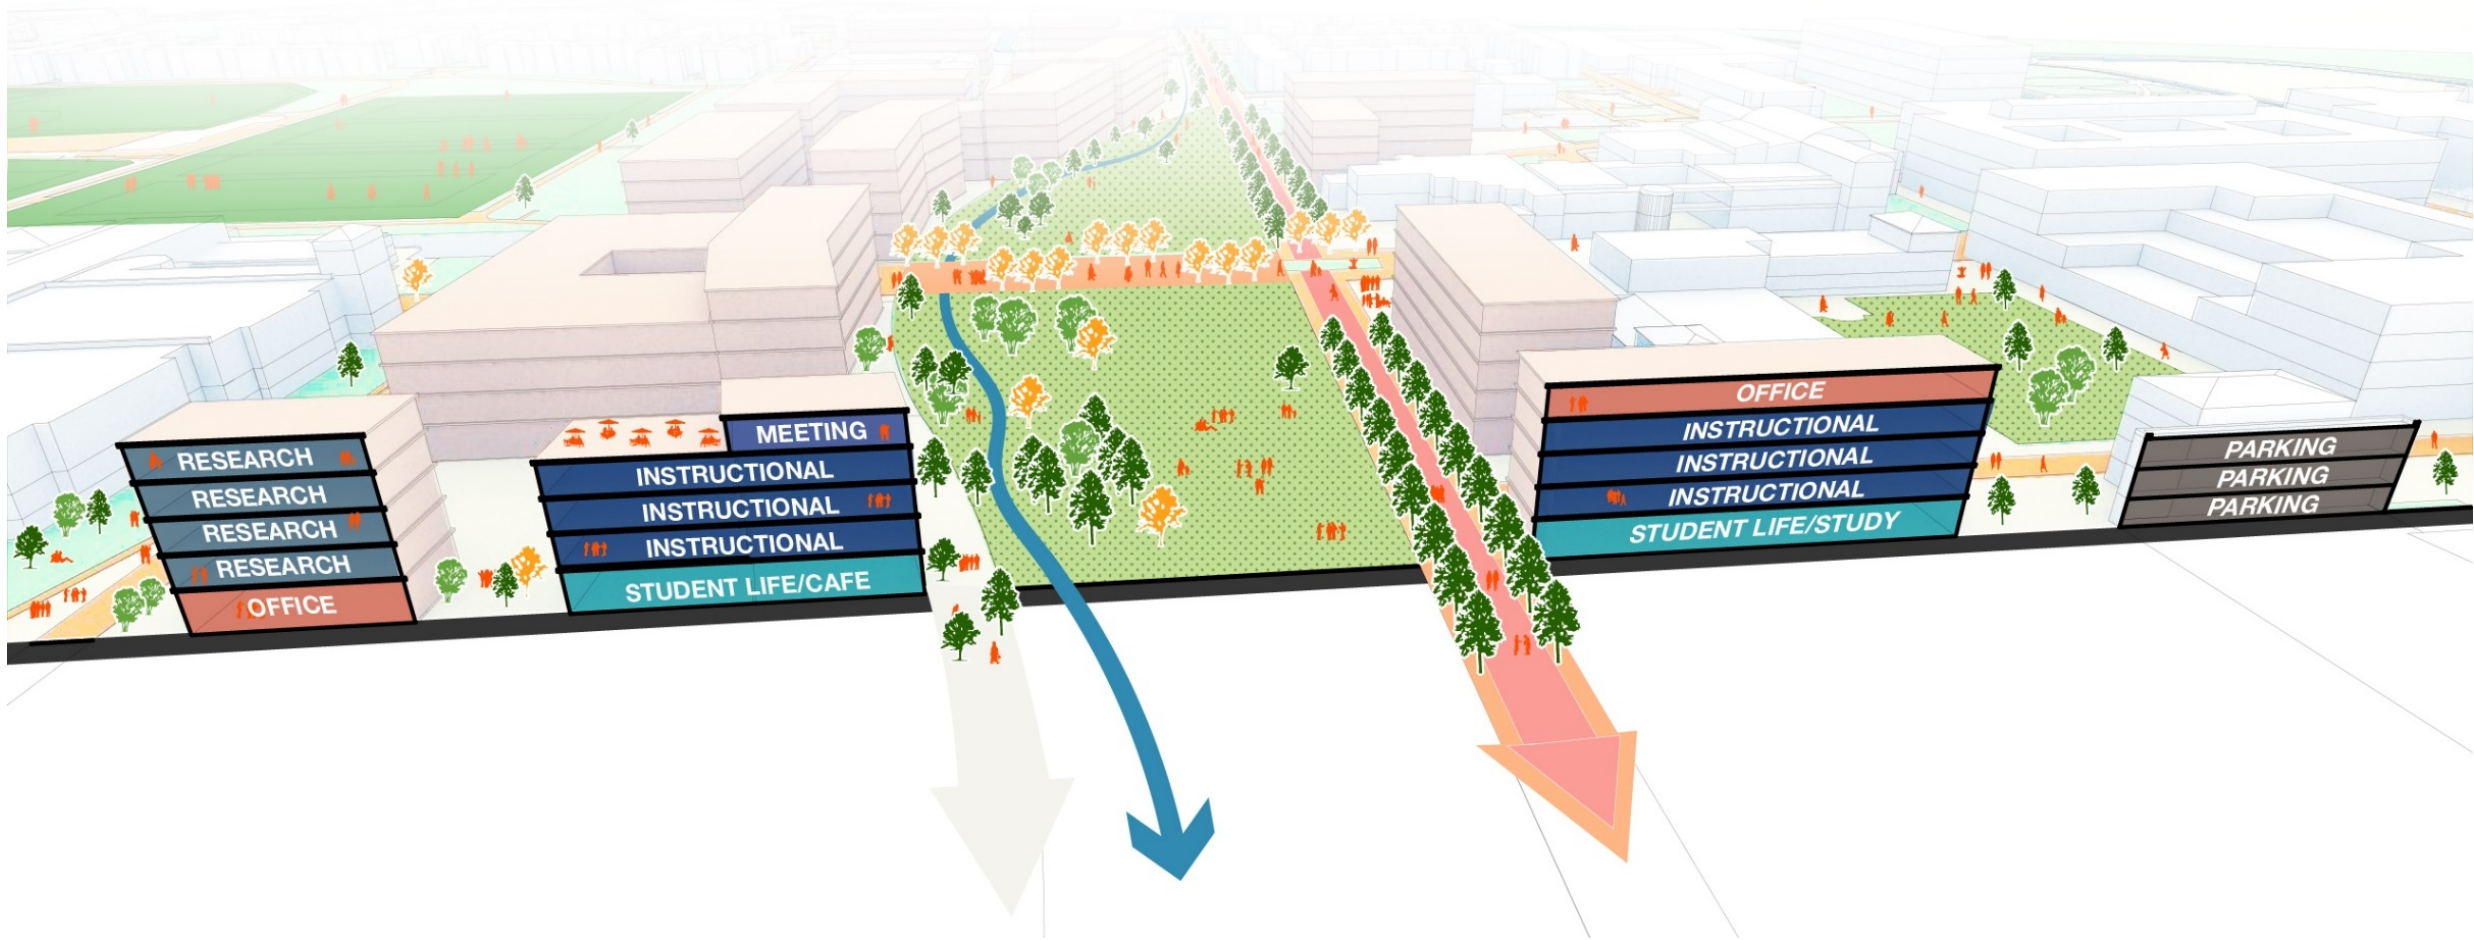 RESEARCH
RESEARCH
RESEARCH
RESEARCH
OFFICE
MEETING
INSTRUCTIONAL
INSTRUCTIONAL
INSTRUCTIONAL
STUDENT LIFE/CAFE
OFFICE
INSTRUCTIONAL
INSTRUCTIONAL
INSTRUCTIONAL
STUDENT LIFE/STUDY
PARKING
PARKING
PARKING